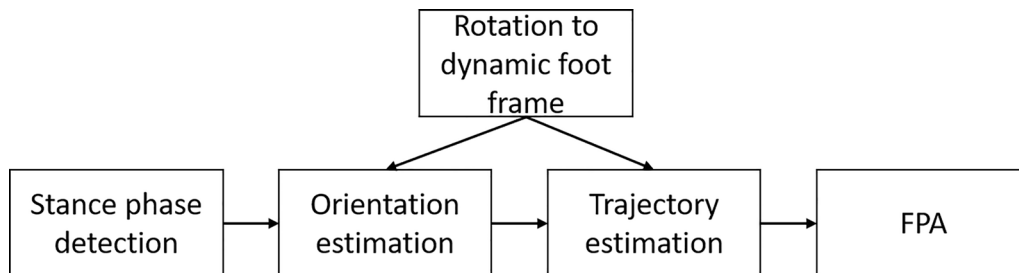 Rotation to
dynamic foot
frame
Stance phase
detection
Orientation
estimation
Trajectory
estimation
FPA